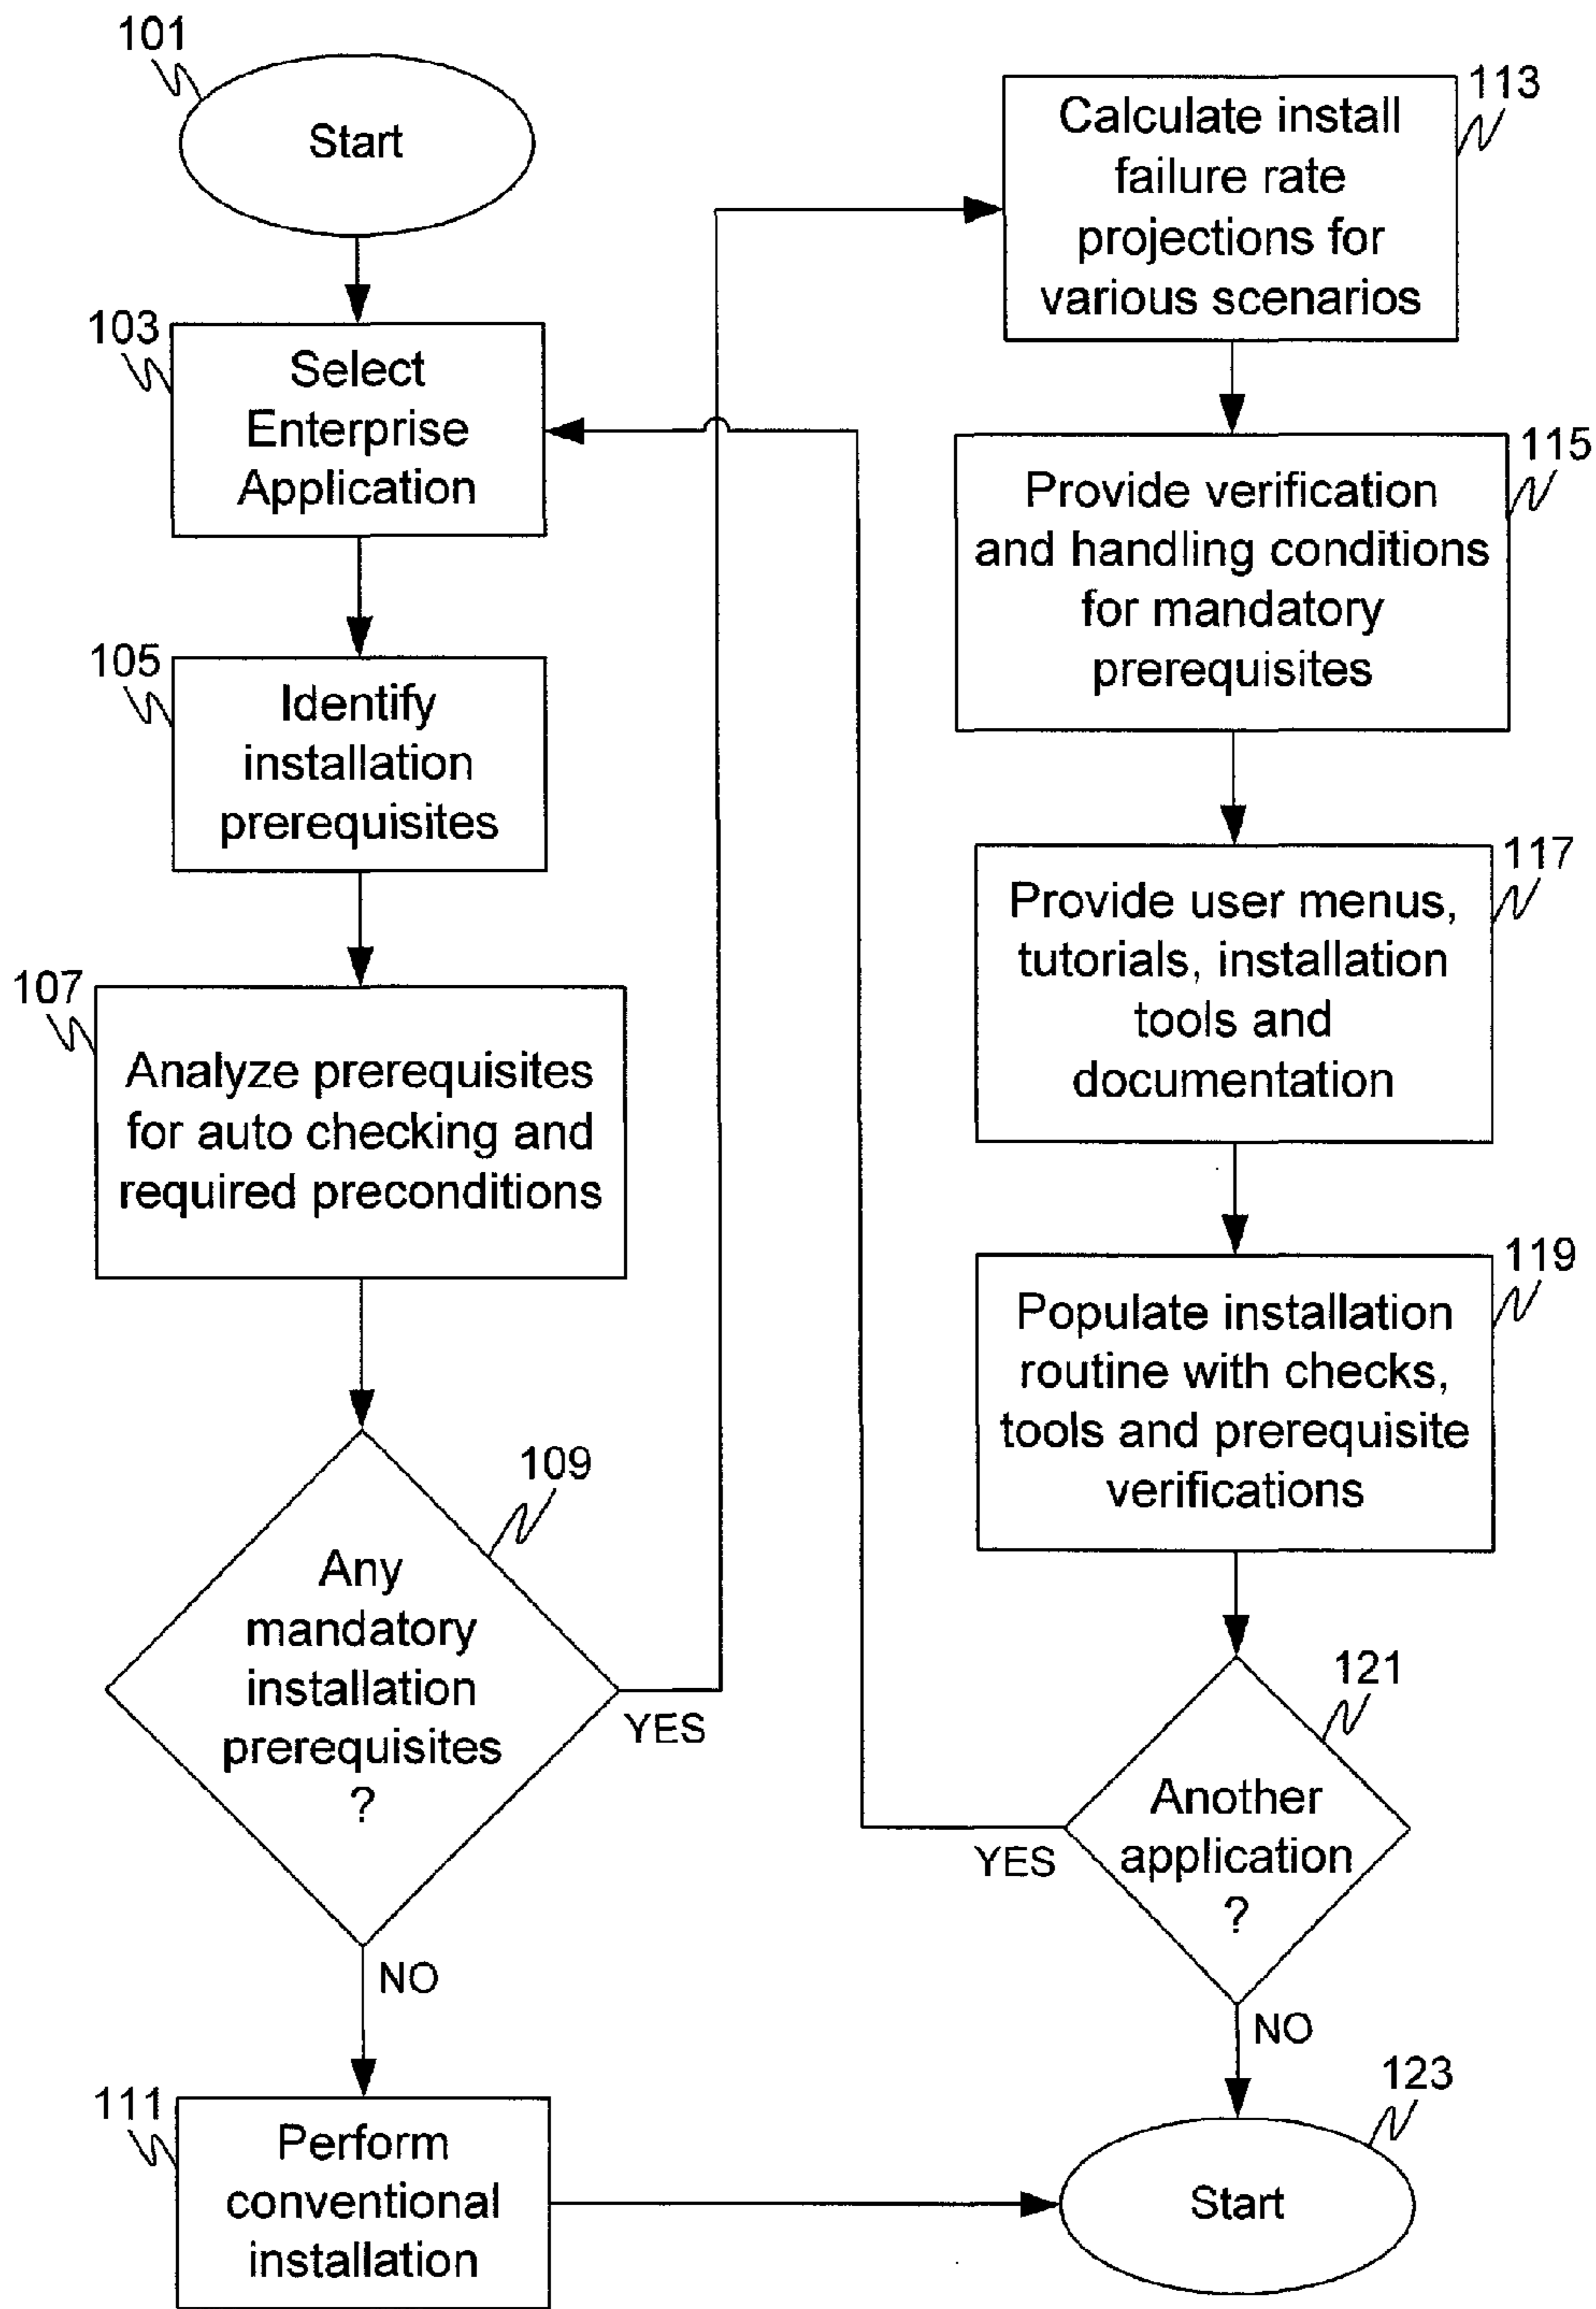 101
Start
103
Select
Enterprise
Application
105
Identify
installation
prerequisites
107
Analyze prerequisites
for auto checking and
required preconditions
109
Any
mandatory
installation
prerequisites
?
YES
NO
111
Perform
conventional
installation
113
Calculate install
failure rate
projections for
various scenarios
115
Provide verification
and handling conditions
for mandatory
prerequisites
117
Provide user menus,
tutorials, installation
tools and
documentation
119
Populate installation
routine with checks,
tools and prerequisite
verifications
121
Another
application
?
YES
NO
123
Start